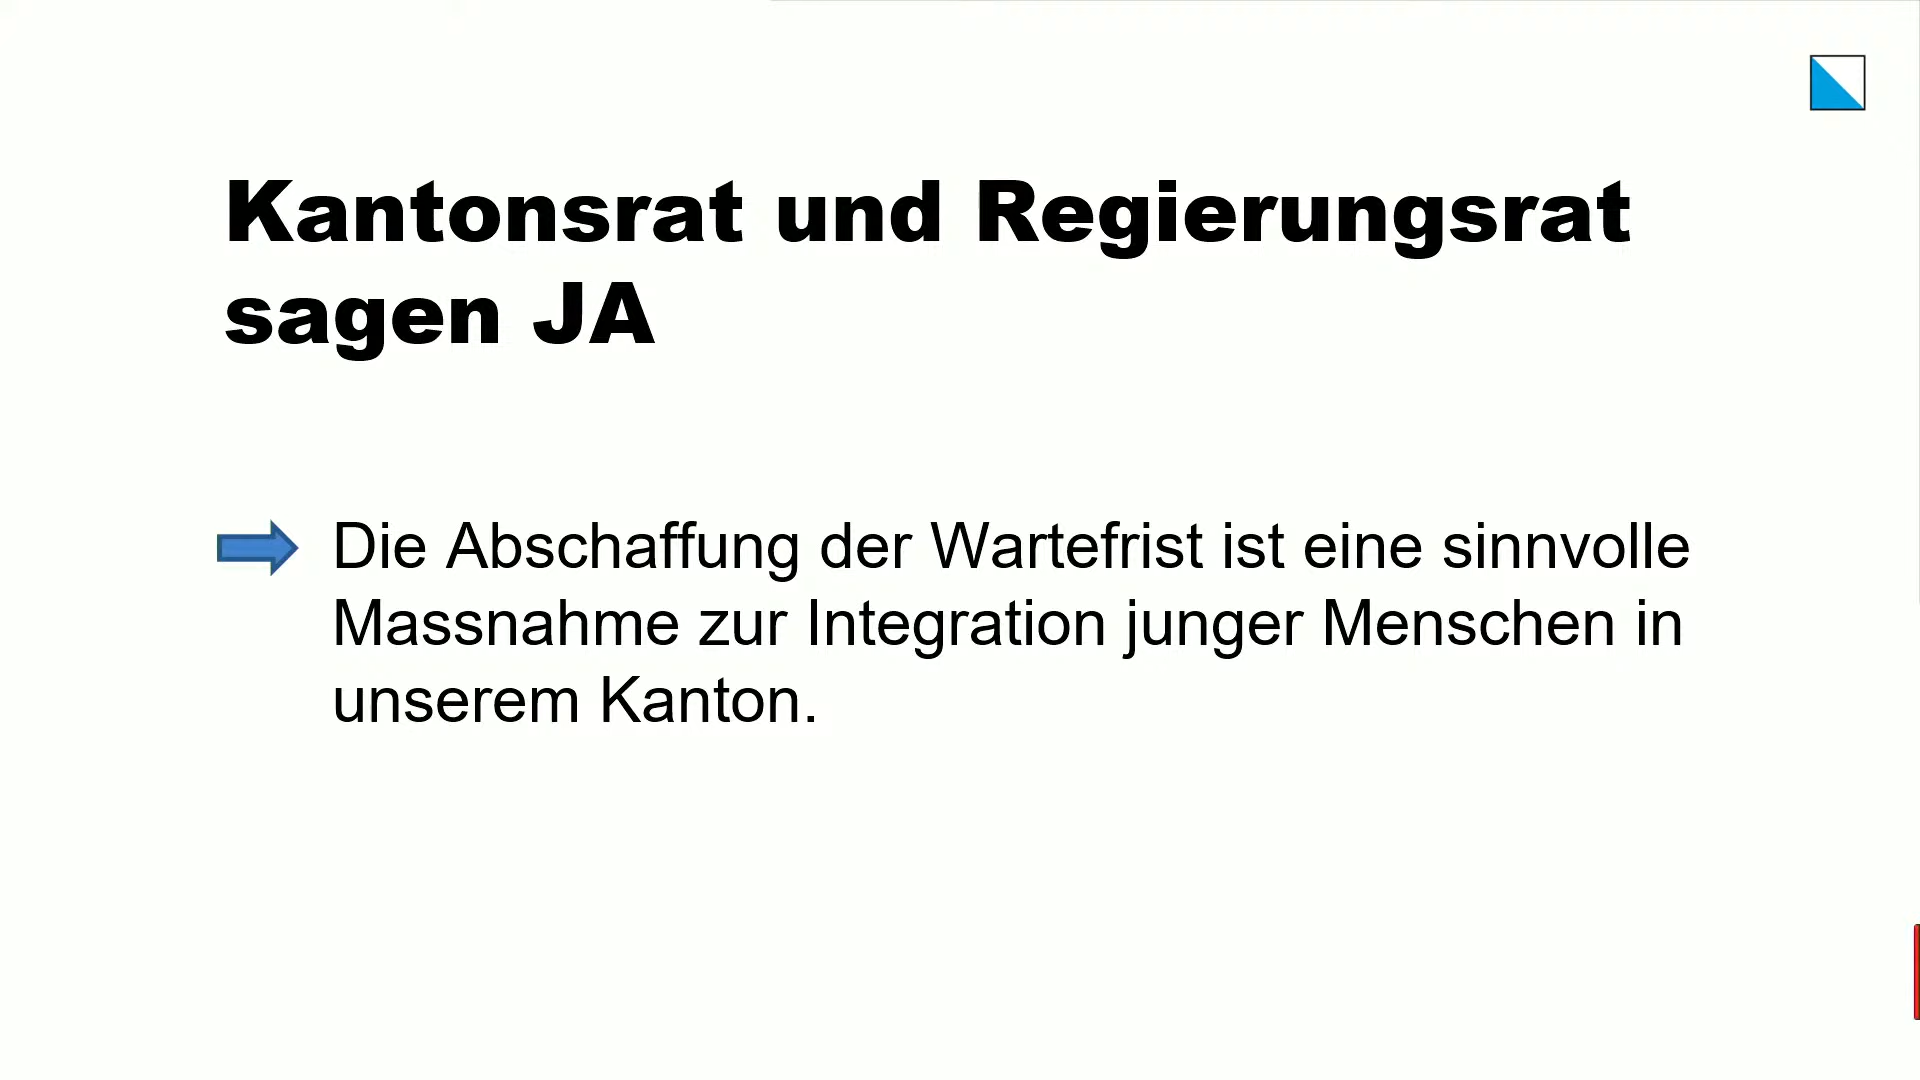 Kantonsrat und Regierungsrat
sagen JA
Die Abschaffung der Wartefrist ist eine sinnvolle
Massnahme zur Integration junger Menschen in
unserem Kanton.